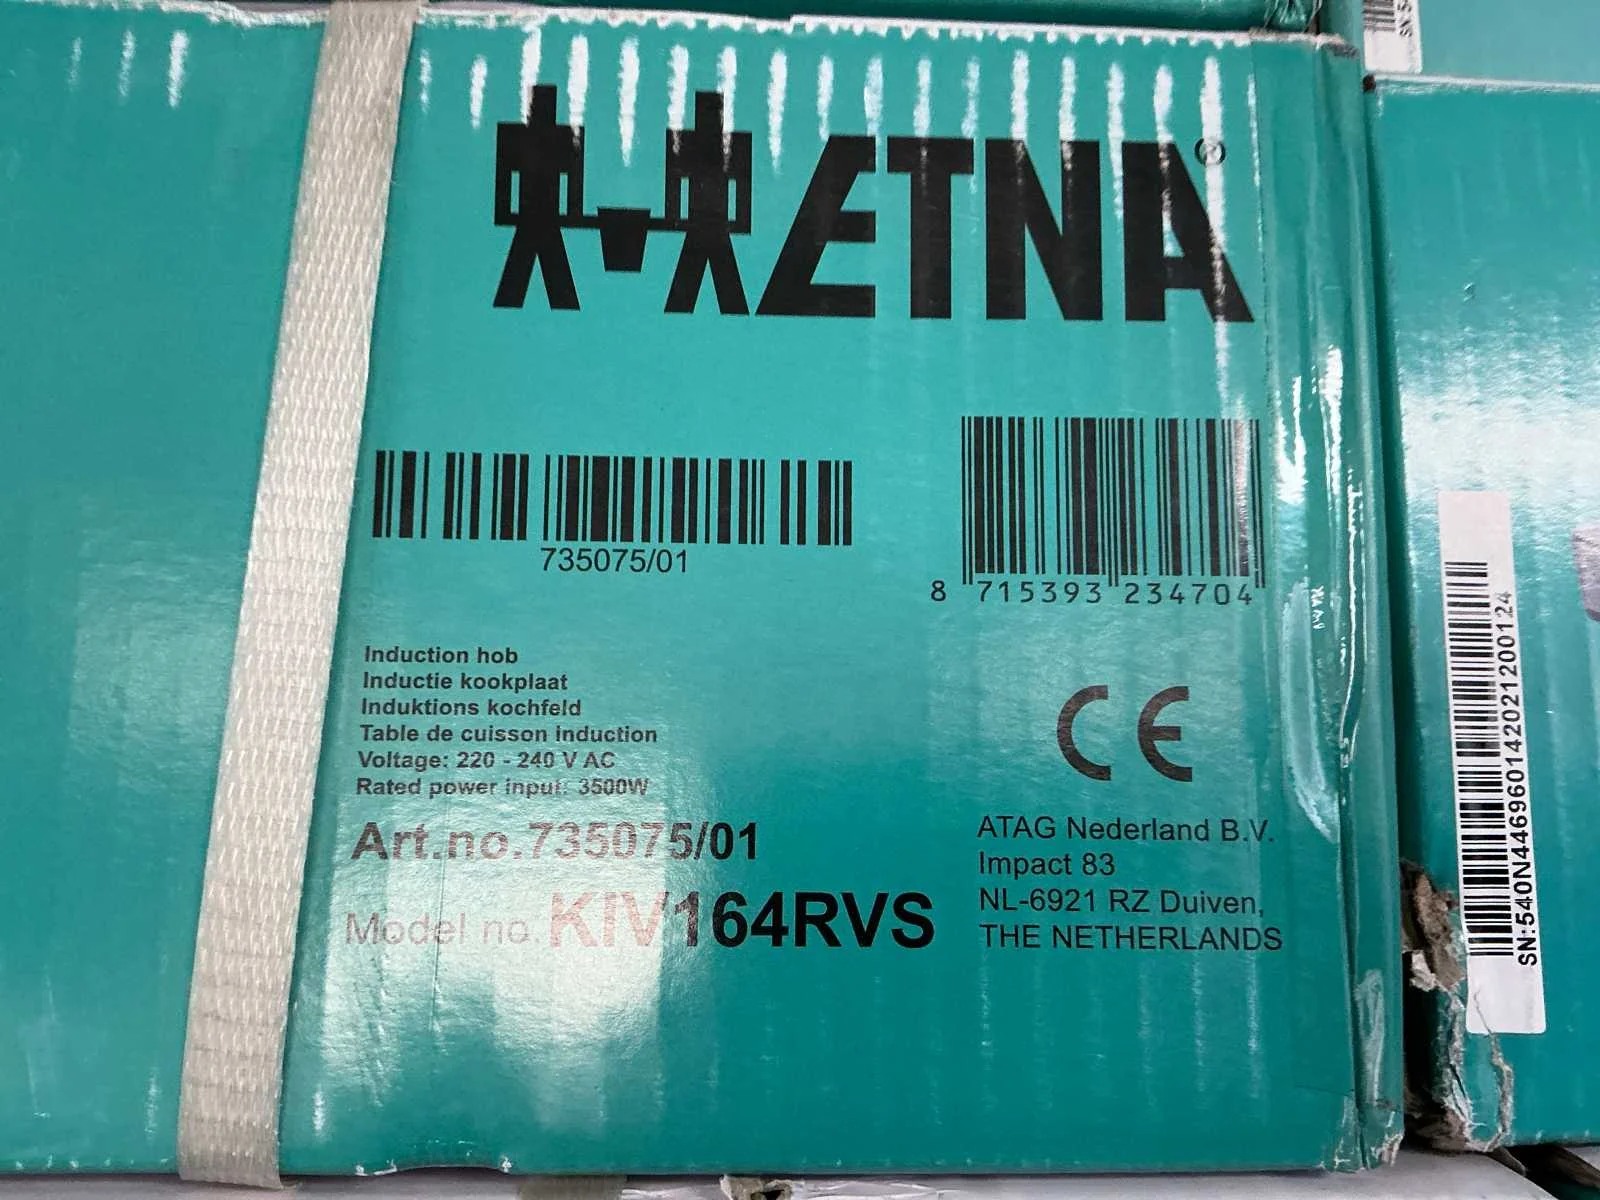 ETNA®
735075/01
8 715393 234704
Induction hob
Inductie kookplaat
Induktions kochfeld
Table de cuisson induction
Voltage: 220 - 240 V AC
Rated power input: 3500W
Art.no.735075/01
Model no. KIV164RVS
CE
ATAG Nederland B.V.
Impact 83
NL-6921 RZ Duiven,
THE NETHERLANDS
SN:540N446960142021200124